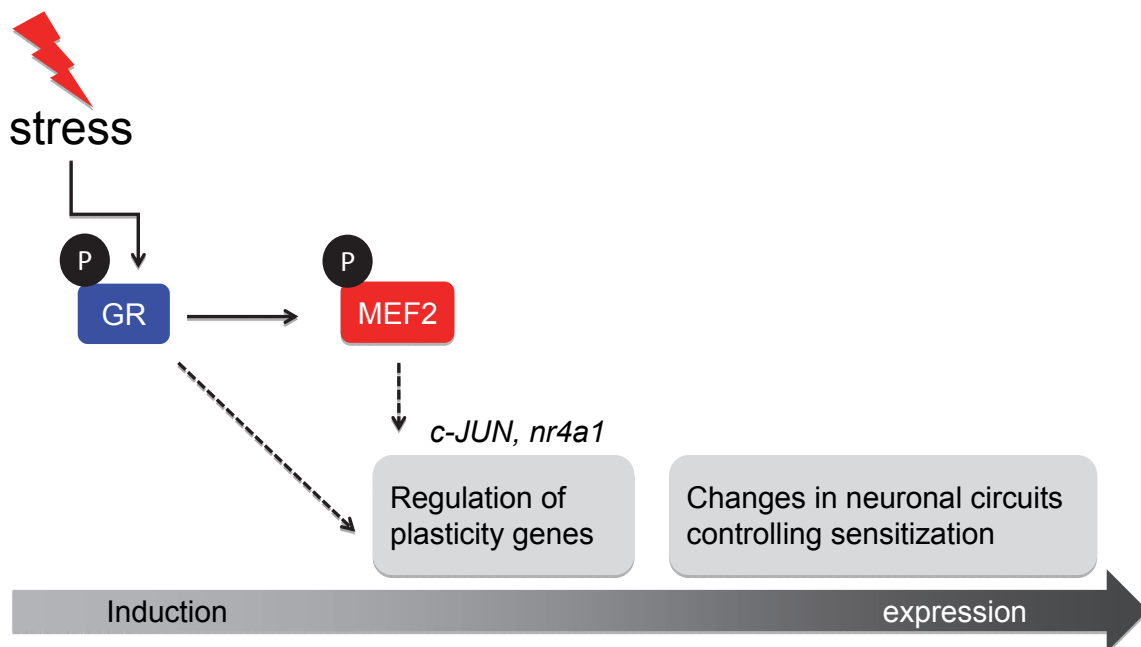 stress
P
P
GR
MEF2
c-JUN, nr4a1
Regulation of
plasticity genes
Changes in neuronal circuits
controlling sensitization
Induction
expression